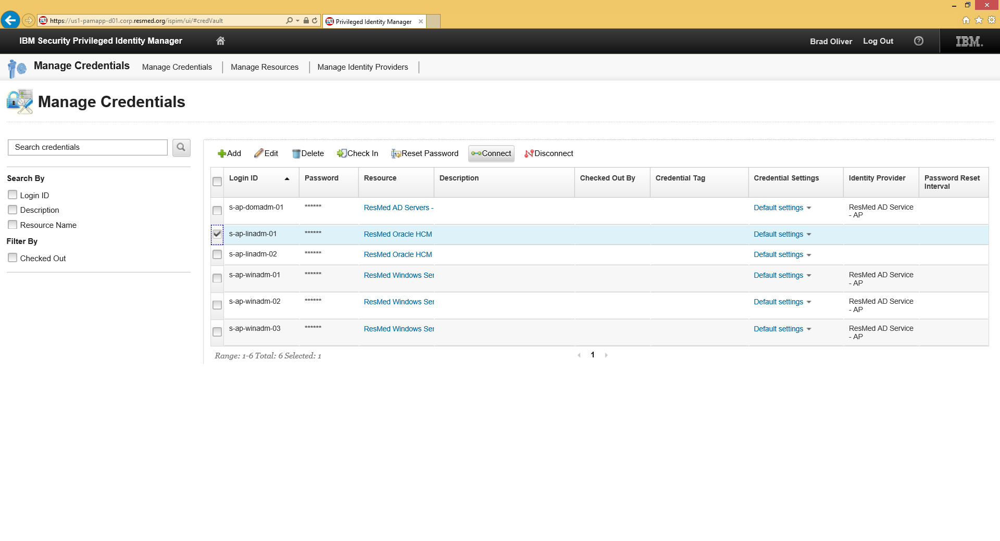 https://us1-pamapp-d01.corp.resmed.org/ispim/ui/#credVault
Privileged Identity Manager
IBM Security Privileged Identity Manager
Brad Oliver
Log Out
?
IBM.
Manage Credentials
Manage Credentials
Manage Resources
Manage Identity Providers
Manage Credentials
Search credentials
Search By
Login ID
Description
Resource Name
Filter By
Checked Out
Add
Edit
Delete
Check In
Reset Password
Connect
Disconnect
Login ID Password Resource Description Checked Out By Credential Tag Credential Settings Identity Provider Password Reset
Interval
s-ap-domadm-01 ****** ResMed AD Servers - Default settings ResMed AD Service
- AP
s-ap-linadm-01 ****** ResMed Oracle HCM Default settings
s-ap-linadm-02 ****** ResMed Oracle HCM Default settings
s-ap-winadm-01 ****** ResMed Windows Ser Default settings ResMed AD Service
- AP
s-ap-winadm-02 ****** ResMed Windows Ser Default settings ResMed AD Service
- AP
s-ap-winadm-03 ****** ResMed Windows Ser Default settings ResMed AD Service
- AP
Range: 1-6 Total: 6 Selected: 1
1